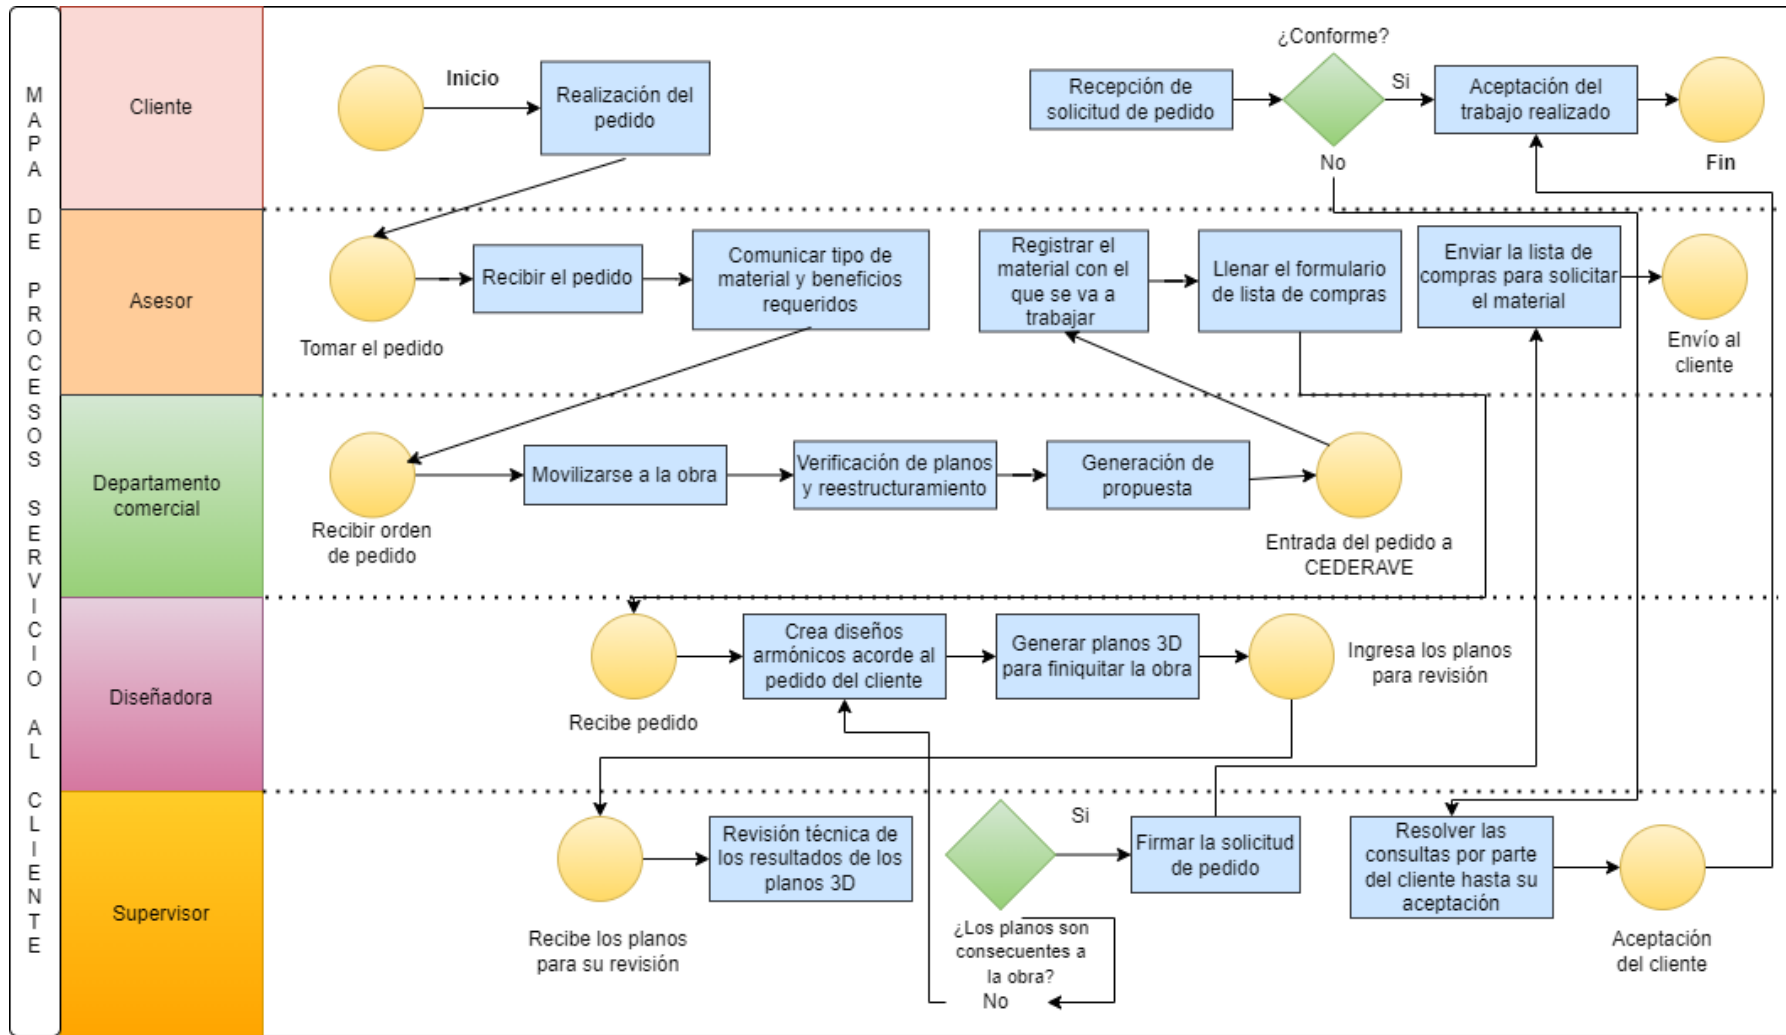 MAPA DE PROCESOS SERVICIO AL CLIENTE
Cliente
Inicio
Realización del
pedido
Recepción de
solicitud de pedido
¿Conforme?
Si
No
Aceptación del
trabajo realizado
Fin
Asesor
Tomar el pedido
Recibir el pedido
Comunicar tipo de
material y beneficios
requeridos
Registrar el
material con el
que se va a
trabajar
Llenar el formulario
de lista de compras
Enviar la lista de
compras para solicitar
el material
Envío al
cliente
Departamento
comercial
Recibir orden
de pedido
Movilizarse a la obra
Verificación de planos
y reestructuramiento
Generación de
propuesta
Entrada del pedido a
CEDERAVE
Diseñadora
Recibe pedido
Crea diseños
armónicos acorde al
pedido del cliente
Generar planos 3D
para finiquitar la obra
Ingresa los planos
para revisión
Supervisor
Recibe los planos
para su revisión
Revisión técnica de
los resultados de los
planos 3D
Si
¿Los planos son
consecuentes a
la obra?
No
Firmar la solicitud
de pedido
Resolver las
consultas por parte
del cliente hasta su
aceptación
Aceptación
del cliente